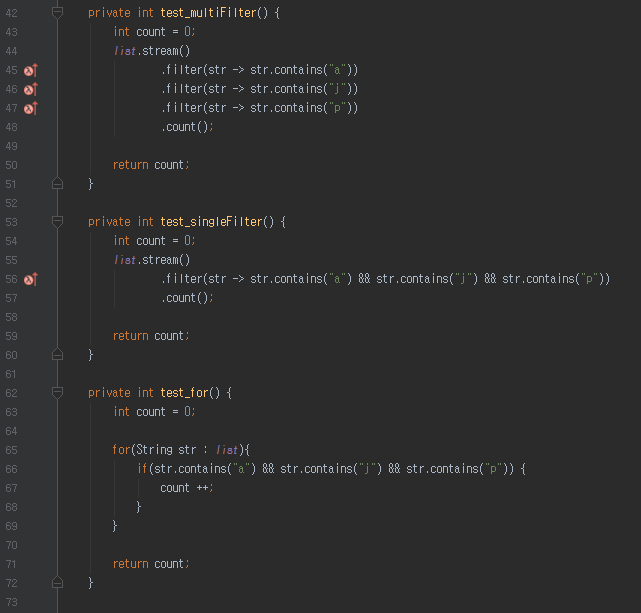 42 private int test_multiFilter() {
43 int count = 0;
44 list.stream()
45 .filter(str -> str.contains("a"))
46 .filter(str -> str.contains("j"))
47 .filter(str -> str.contains("p"))
48 .count();
49
50 return count;
51 }
52
53 private int test_singleFilter() {
54 int count = 0;
55 list.stream()
56 .filter(str -> str.contains("a") && str.contains("j") && str.contains("p"))
57 .count();
58
59 return count;
60 }
61
62 private int test_for() {
63 int count = 0;
64
65 for(String str : list){
66 if(str.contains("a") && str.contains("j") && str.contains("p")) {
67 count ++;
68 }
69 }
70
71 return count;
72 }
73